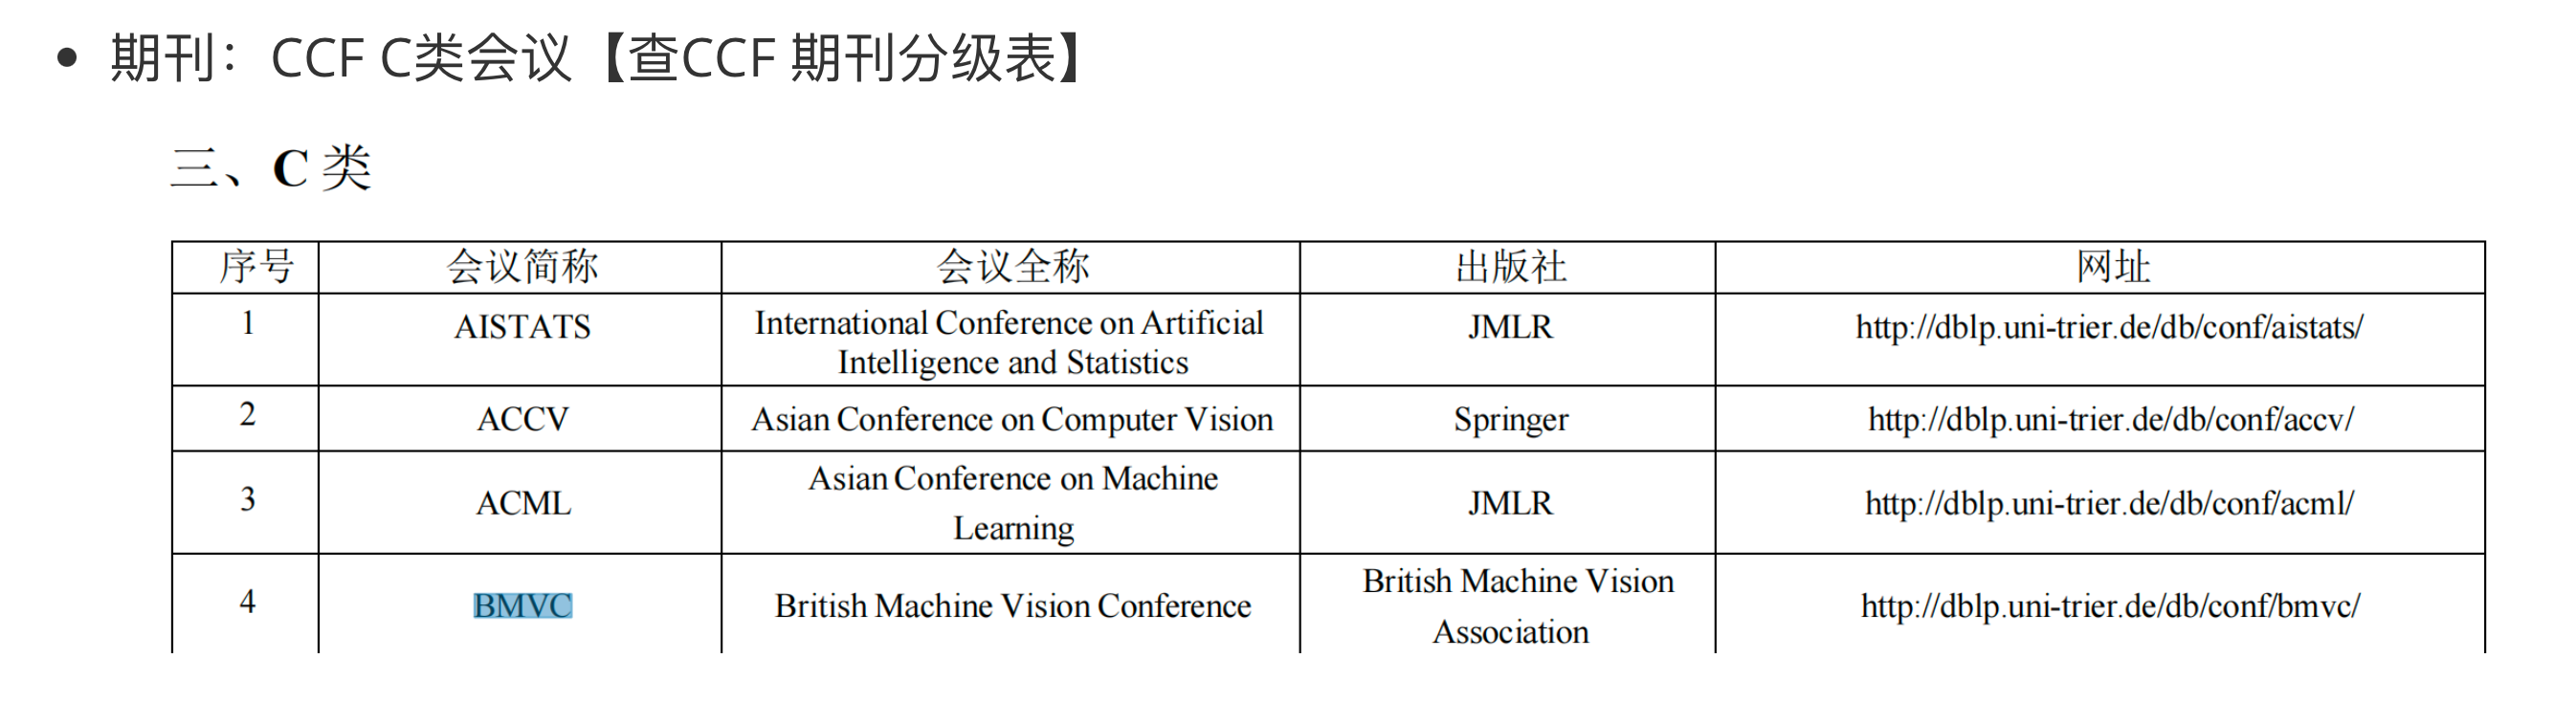 • 期刊：CCF C类会议【查CCF 期刊分级表】
三、C 类
序号 会议简称 会议全称 出版社 网址
1 AISTATS International Conference on Artificial Intelligence and Statistics JMLR http://dblp.uni-trier.de/db/conf/aistats/
2 ACCV Asian Conference on Computer Vision Springer http://dblp.uni-trier.de/db/conf/accv/
3 ACML Asian Conference on Machine Learning JMLR http://dblp.uni-trier.de/db/conf/acml/
4 BMVC British Machine Vision Conference British Machine Vision Association http://dblp.uni-trier.de/db/conf/bmvc/